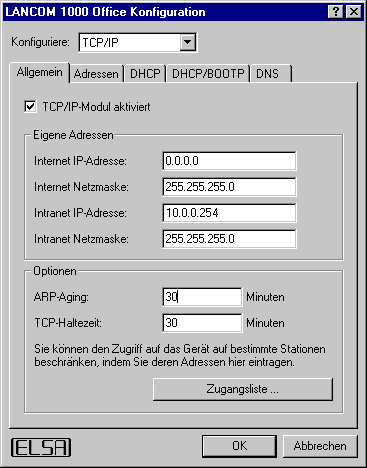 LANCOM 1000 Office Konfiguration
Konfiguriere: TCP/IP
Allgemein Adressen DHCP DHCP/BOOTP DNS
TCP/IP-Modul aktiviert
Eigene Adressen
Internet IP-Adresse: 0.0.0.0
Internet Netzmaske: 255.255.255.0
Intranet IP-Adresse: 10.0.0.254
Intranet Netzmaske: 255.255.255.0
Optionen
ARP-Aging: 30 Minuten
TCP-Haltezeit: 30 Minuten
Sie können den Zugriff auf das Gerät auf bestimmte Stationen
beschränken, indem Sie deren Adressen hier eintragen.
Zugangsliste ...
ELSA OK Abbrechen